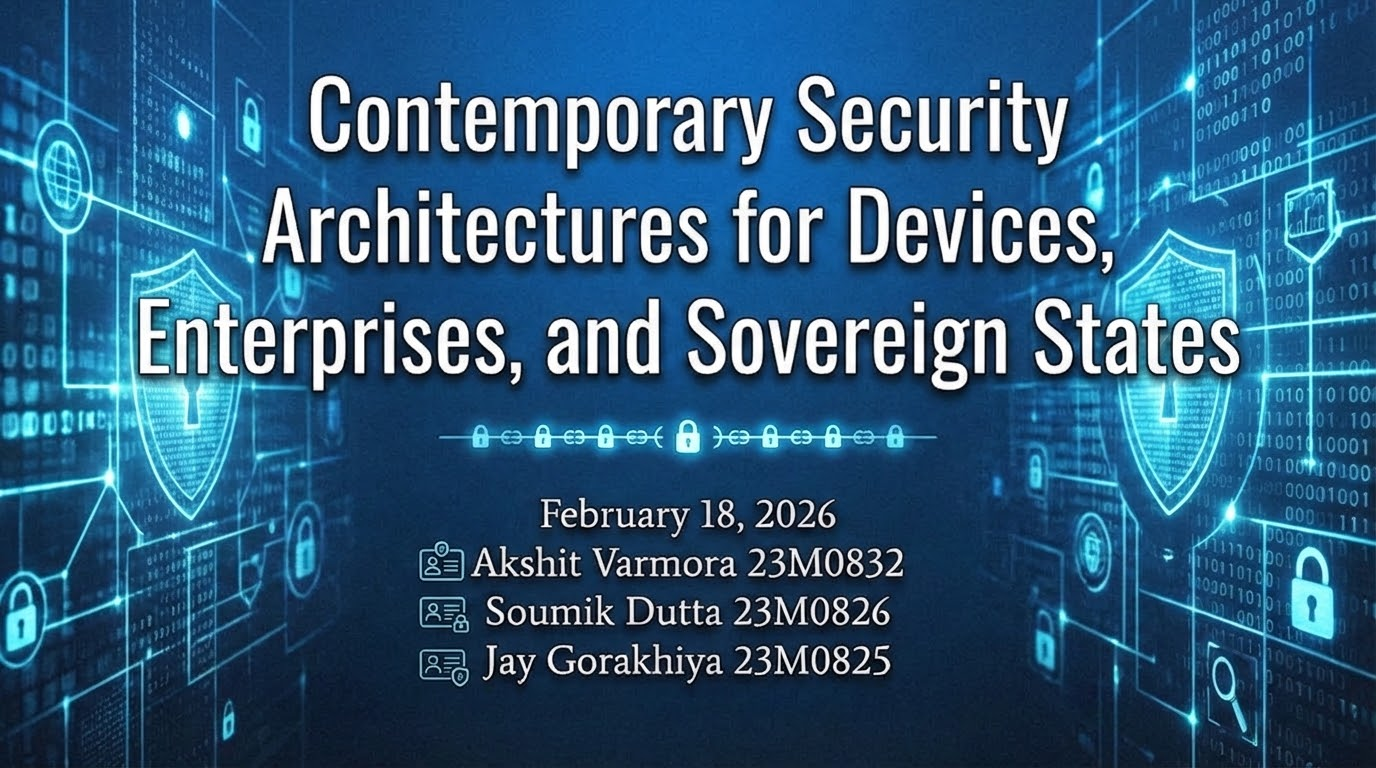 Contemporary Security
Architectures for Devices,
Enterprises, and Sovereign States
February 18, 2026
Akshit Varmora 23M0832
Soumik Dutta 23M0826
Jay Gorakhiya 23M0825